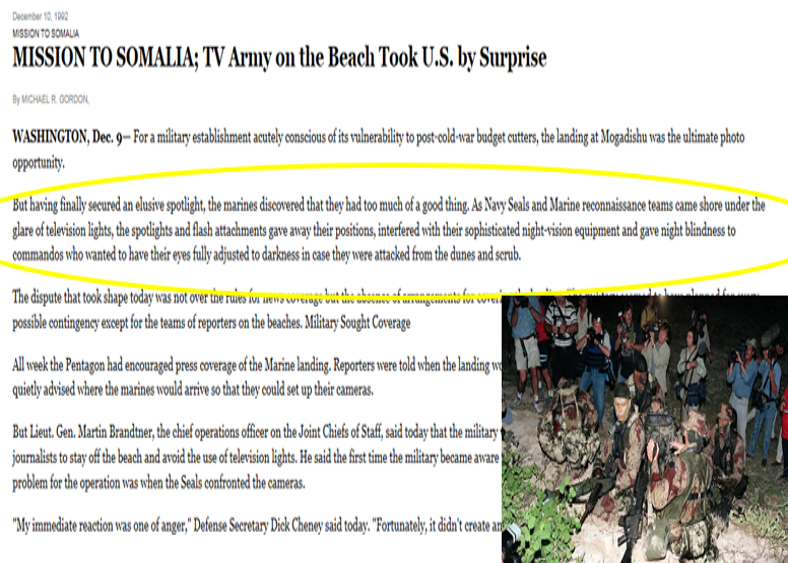 December 10, 1992
MISSION TO SOMALIA
MISSION TO SOMALIA; TV Army on the Beach Took U.S. by Surprise
By MICHAEL R. GORDON,
WASHINGTON, Dec. 9— For a military establishment acutely conscious of its vulnerability to post-cold-war budget cutters, the landing at Mogadishu was the ultimate photo
opportunity.
But having finally secured an elusive spotlight, the marines discovered that they had too much of a good thing. As Navy Seals and Marine reconnaissance teams came shore under the
glare of television lights, the spotlights and flash attachments gave away their positions, interfered with their sophisticated night-vision equipment and gave night blindness to
commandos who wanted to have their eyes fully adjusted to darkness in case they were attacked from the dunes and scrub.
The dispute that took shape today was not over the rules for news coverage but the absence of arrangements for
possible contingency except for the teams of reporters on the beaches. Military Sought Coverage
All week the Pentagon had encouraged press coverage of the Marine landing. Reporters were told when the landing
quietly advised where the marines would arrive so that they could set up their cameras.
But Lieut. Gen. Martin Brandtner, the chief operations officer on the Joint Chiefs of Staff, said today that the military
journalists to stay off the beach and avoid the use of television lights. He said the first time the military became aware
problem for the operation was when the Seals confronted the cameras.
"My immediate reaction was one of anger," Defense Secretary Dick Cheney said today. "Fortunately, it didn't create